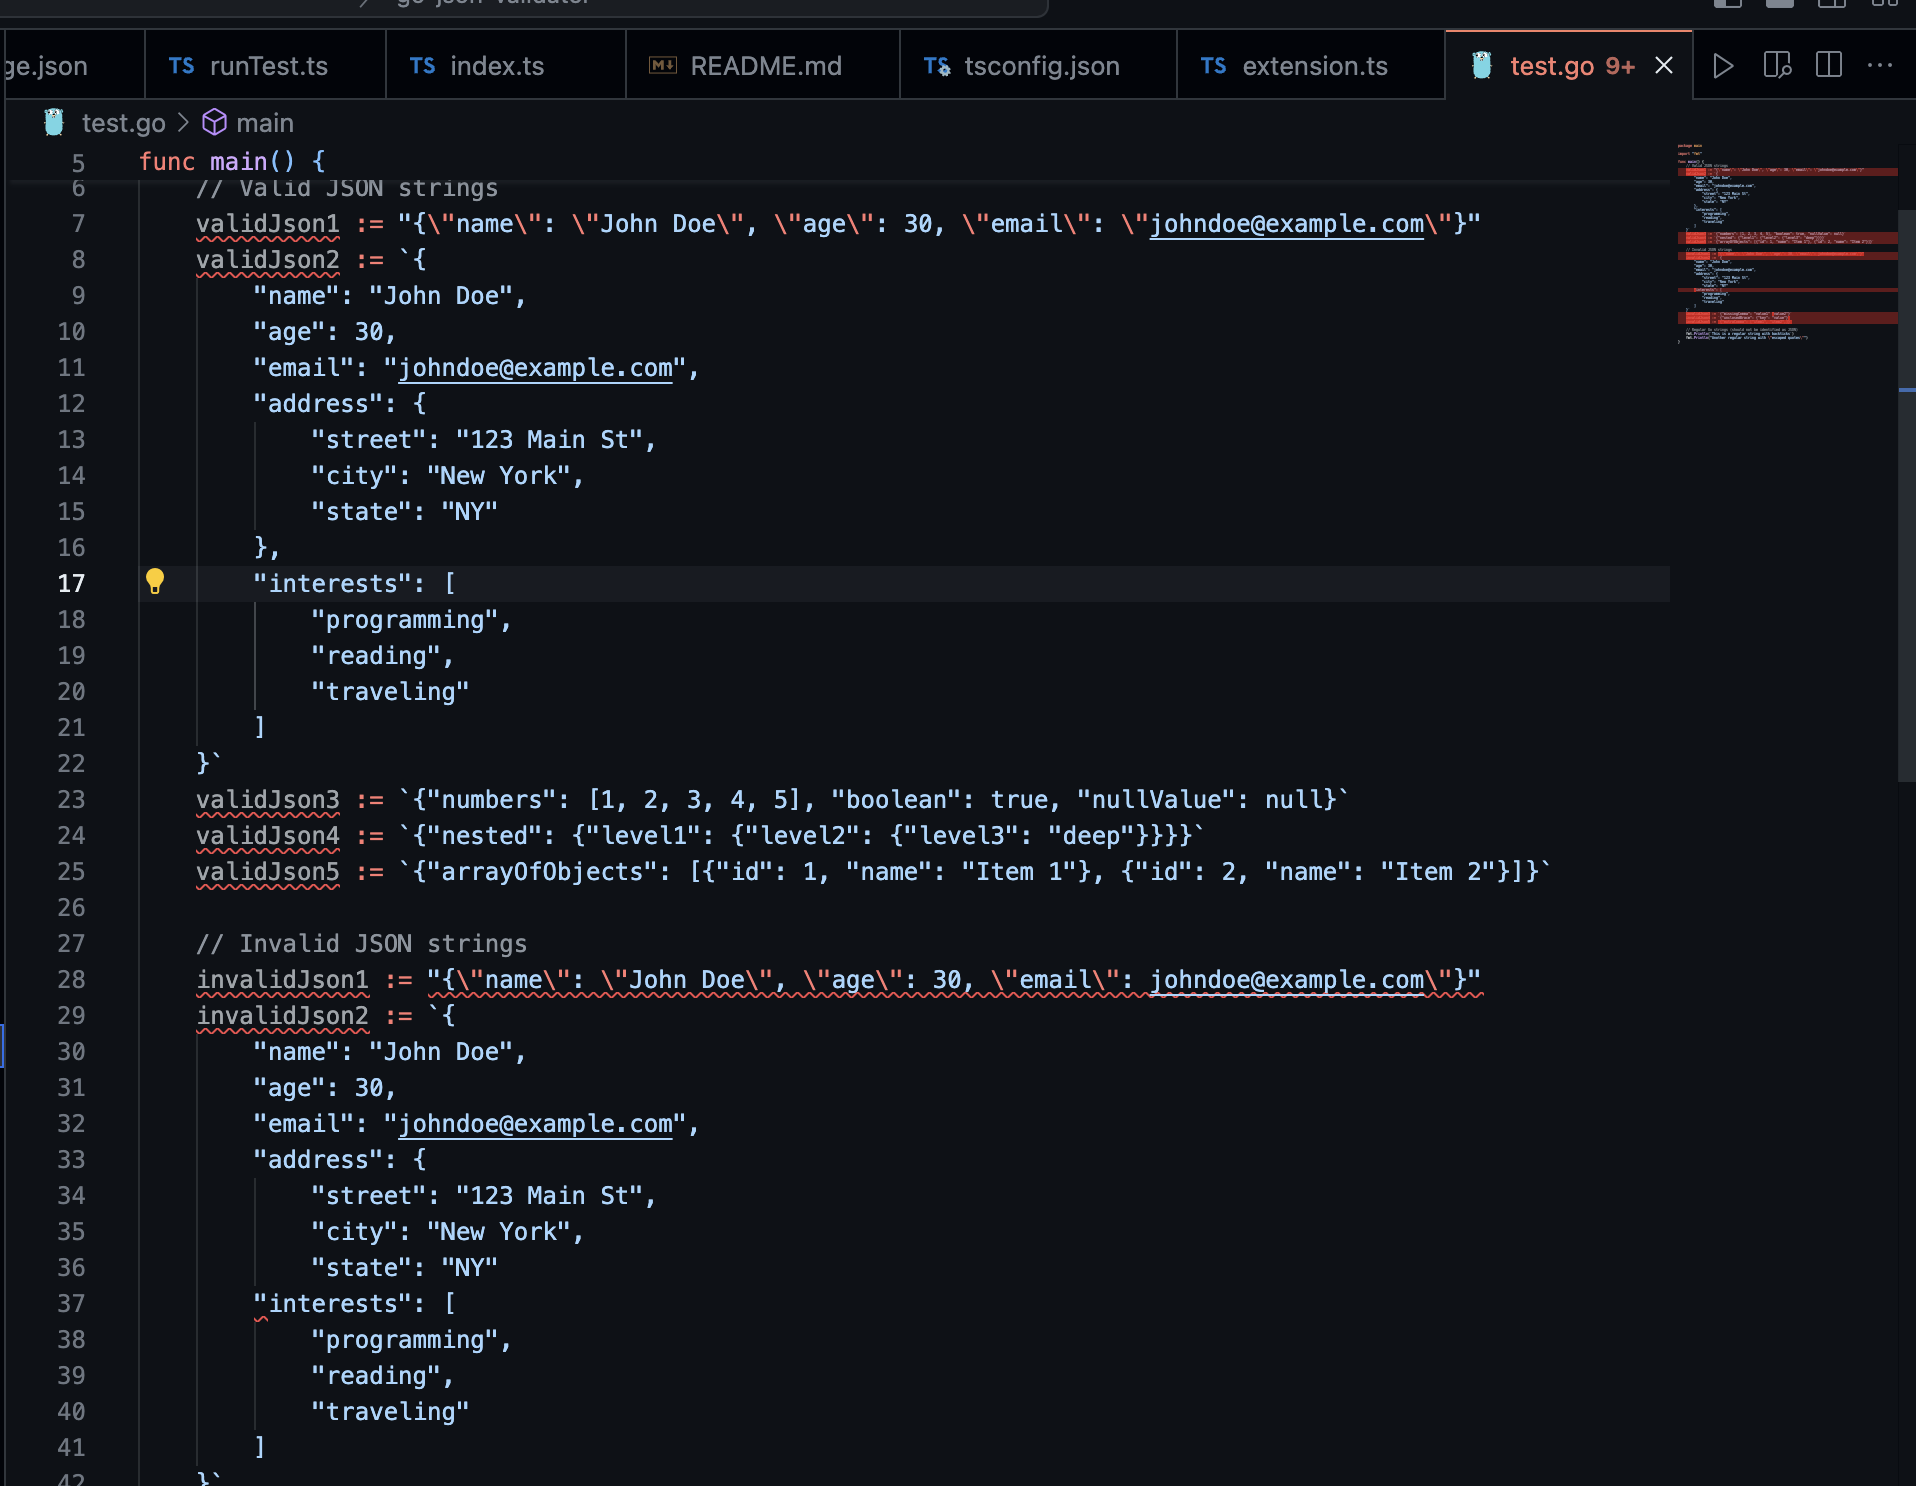 go-json-validator
ge.json
TS runTest.ts
TS index.ts
M↓ README.md
TS tsconfig.json
TS extension.ts
test.go 9+
test.go > main
5 func main() {
6 // Valid JSON strings
7 validJson1 := "{\"name\": \"John Doe\", \"age\": 30, \"email\": \"johndoe@example.com\"}"
8 validJson2 := `{
9 "name": "John Doe",
10 "age": 30,
11 "email": "johndoe@example.com",
12 "address": {
13 "street": "123 Main St",
14 "city": "New York",
15 "state": "NY"
16 },
17 "interests": [
18 "programming",
19 "reading",
20 "traveling"
21 ]
22 }`
23 validJson3 := `{"numbers": [1, 2, 3, 4, 5], "boolean": true, "nullValue": null}`
24 validJson4 := `{"nested": {"level1": {"level2": {"level3": "deep"}}}}`
25 validJson5 := `{"arrayOfObjects": [{"id": 1, "name": "Item 1"}, {"id": 2, "name": "Item 2"}]}`
26
27 // Invalid JSON strings
28 invalidJson1 := "{\"name\": \"John Doe\", \"age\": 30, \"email\": johndoe@example.com\"}"
29 invalidJson2 := `{
30 "name": "John Doe",
31 "age": 30,
32 "email": "johndoe@example.com",
33 "address": {
34 "street": "123 Main St",
35 "city": "New York",
36 "state": "NY"
37 "interests": [
38 "programming",
39 "reading",
40 "traveling"
41 ]
42 }`